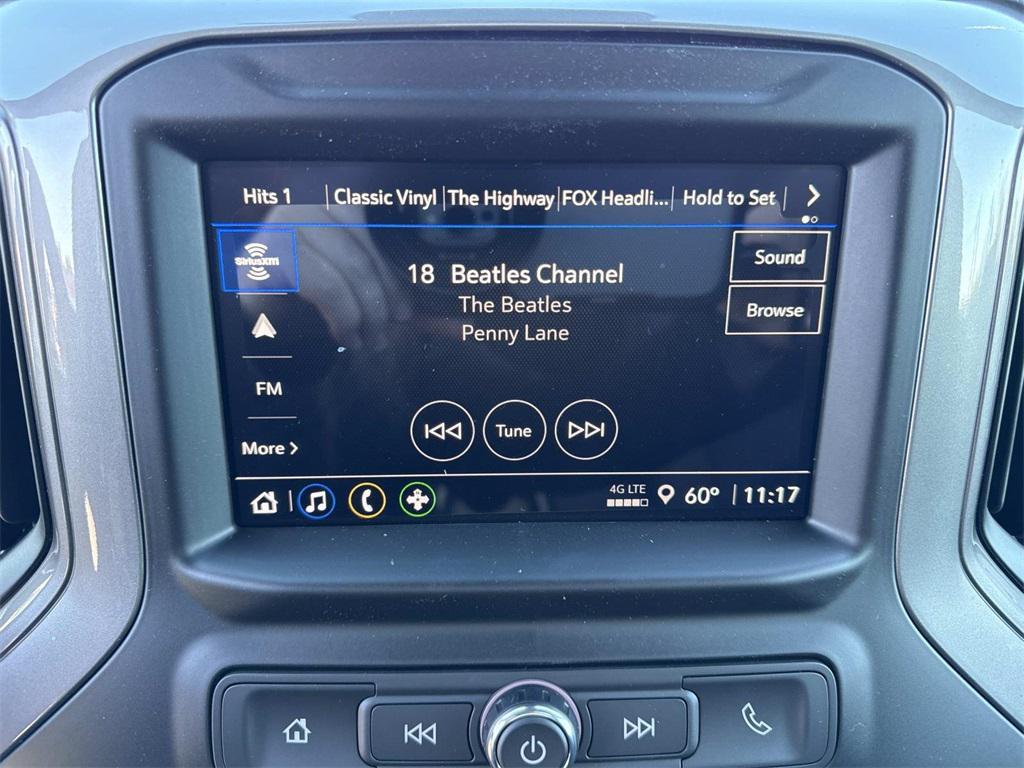 Hits 1 Classic Vinyl The Highway FOX Headli... Hold to Set
SiriusXM
Sound
18 Beatles Channel
The Beatles
Browse
Penny Lane
FM
Tune
More
4G LTE
60° 11:17